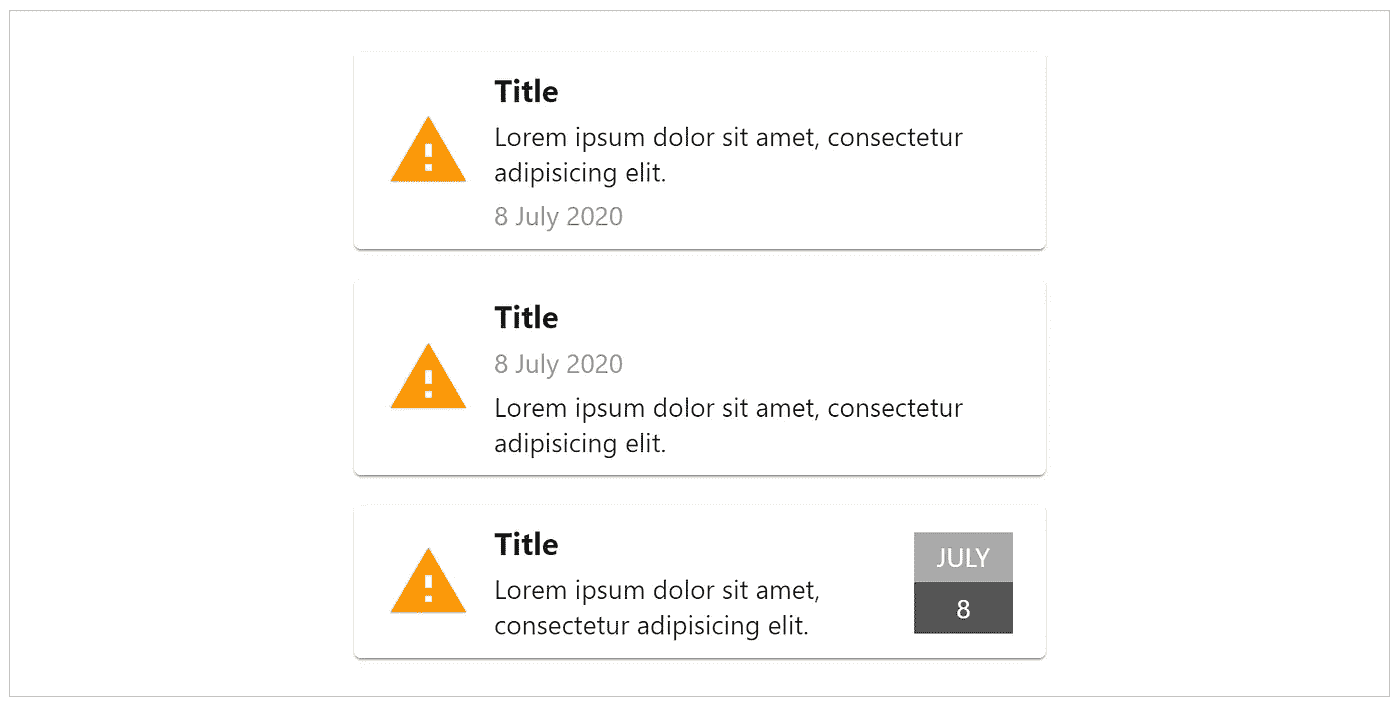 Title
Lorem ipsum dolor sit amet, consectetur
adipisicing elit.
8 July 2020
Title
8 July 2020
Lorem ipsum dolor sit amet, consectetur
adipisicing elit.
Title
Lorem ipsum dolor sit amet,
consectetur adipisicing elit.
JULY
8